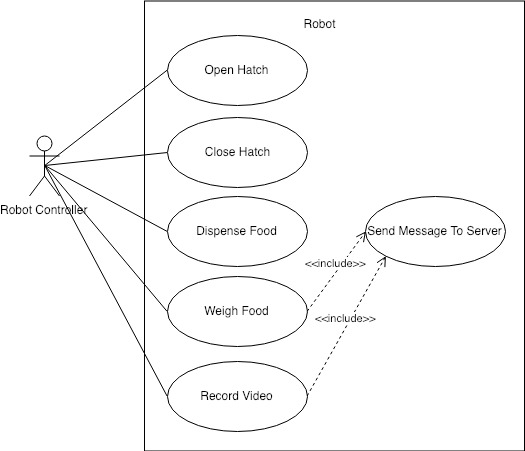 Robot
Open Hatch
Close Hatch
Robot Controller
Dispense Food
Send Message To Server
<<include>>
Weigh Food
<<include>>
Record Video